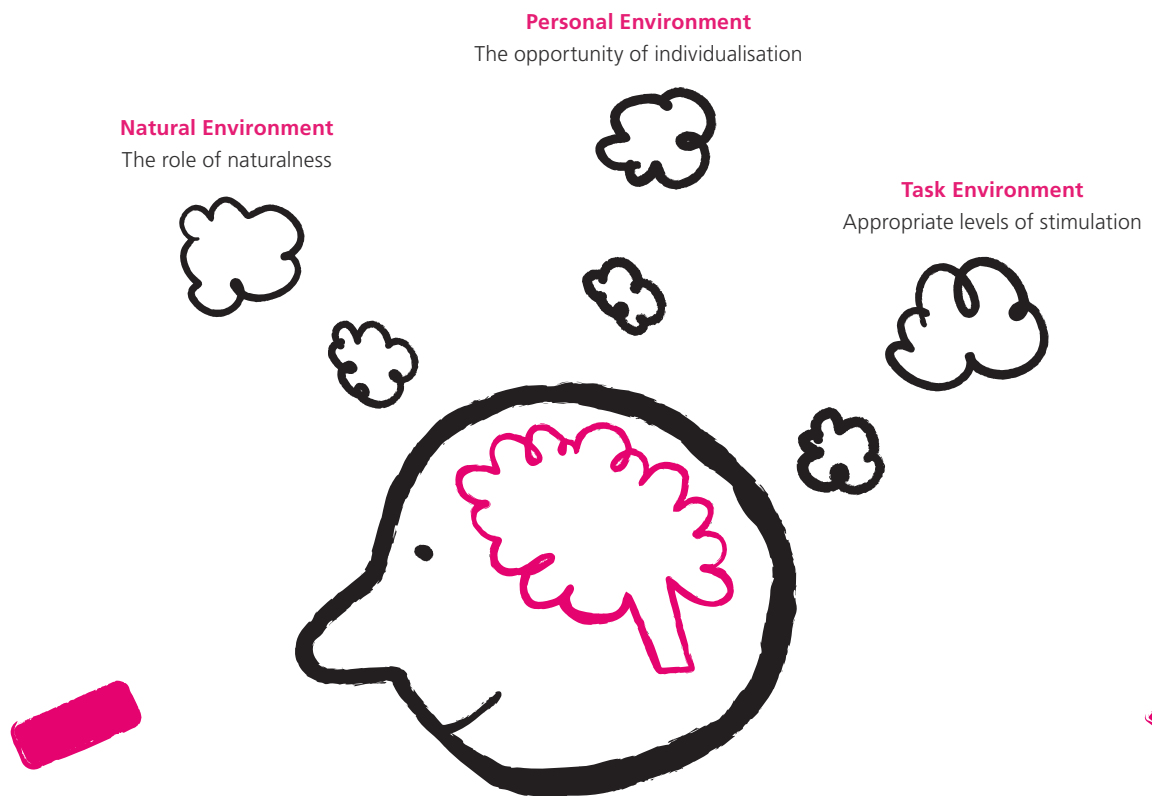 Personal Environment
The opportunity of individualisation
Natural Environment
The role of naturalness
Task Environment
Appropriate levels of stimulation